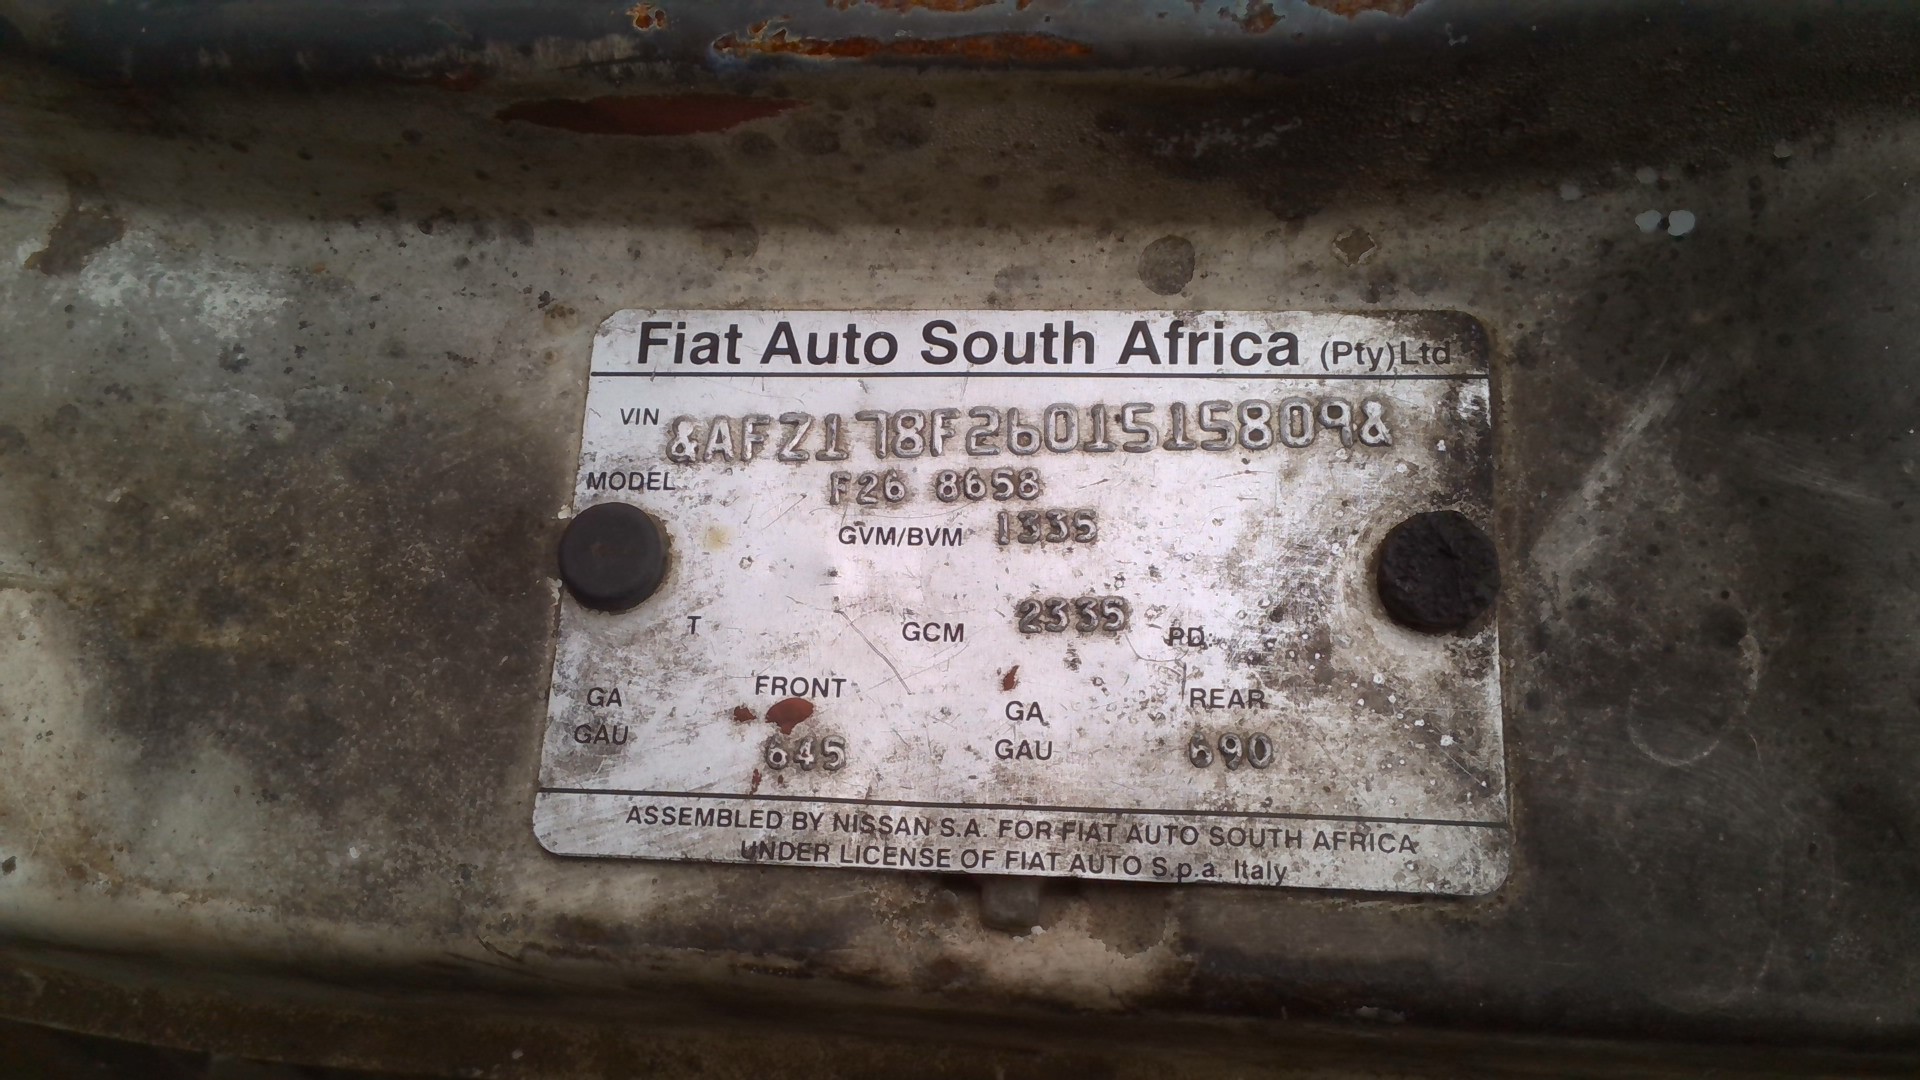 Fiat Auto South Africa (Pty) Ltd
VIN &AFZ178F2601515809&
MODEL F26 8658
GVM/BVM 1335
T GCM 2335 PD
FRONT REAR
GA GA
GAU 645 GAU 690
ASSEMBLED BY NISSAN S.A. FOR FIAT AUTO SOUTH AFRICA
UNDER LICENSE OF FIAT AUTO S.p.a. Italy